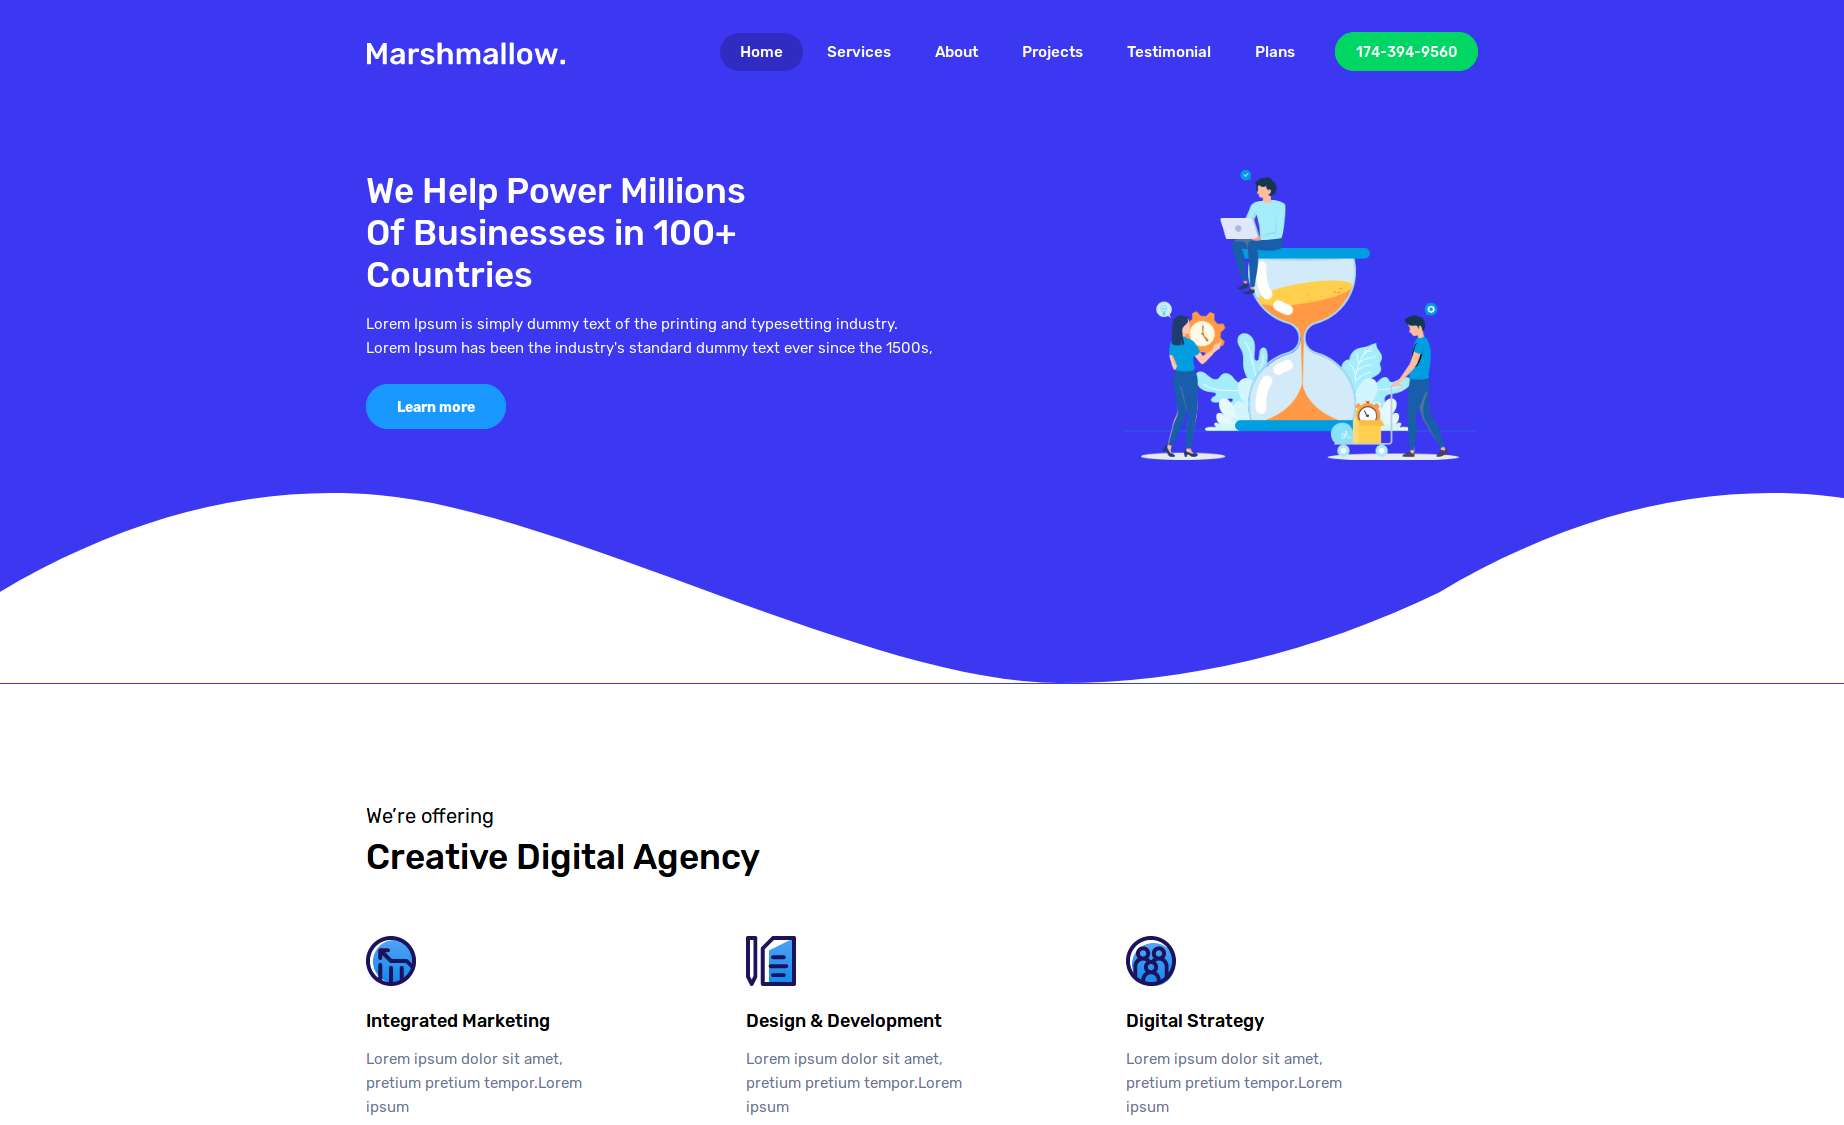 Marshmallow.
Home Services About Projects Testimonial Plans 174-394-9560
We Help Power Millions
Of Businesses in 100+
Countries
Lorem Ipsum is simply dummy text of the printing and typesetting industry.
Lorem Ipsum has been the industry's standard dummy text ever since the 1500s,
Learn more
We’re offering
Creative Digital Agency
Integrated Marketing
Lorem ipsum dolor sit amet,
pretium pretium tempor.Lorem
ipsum
Design & Development
Lorem ipsum dolor sit amet,
pretium pretium tempor.Lorem
ipsum
Digital Strategy
Lorem ipsum dolor sit amet,
pretium pretium tempor.Lorem
ipsum